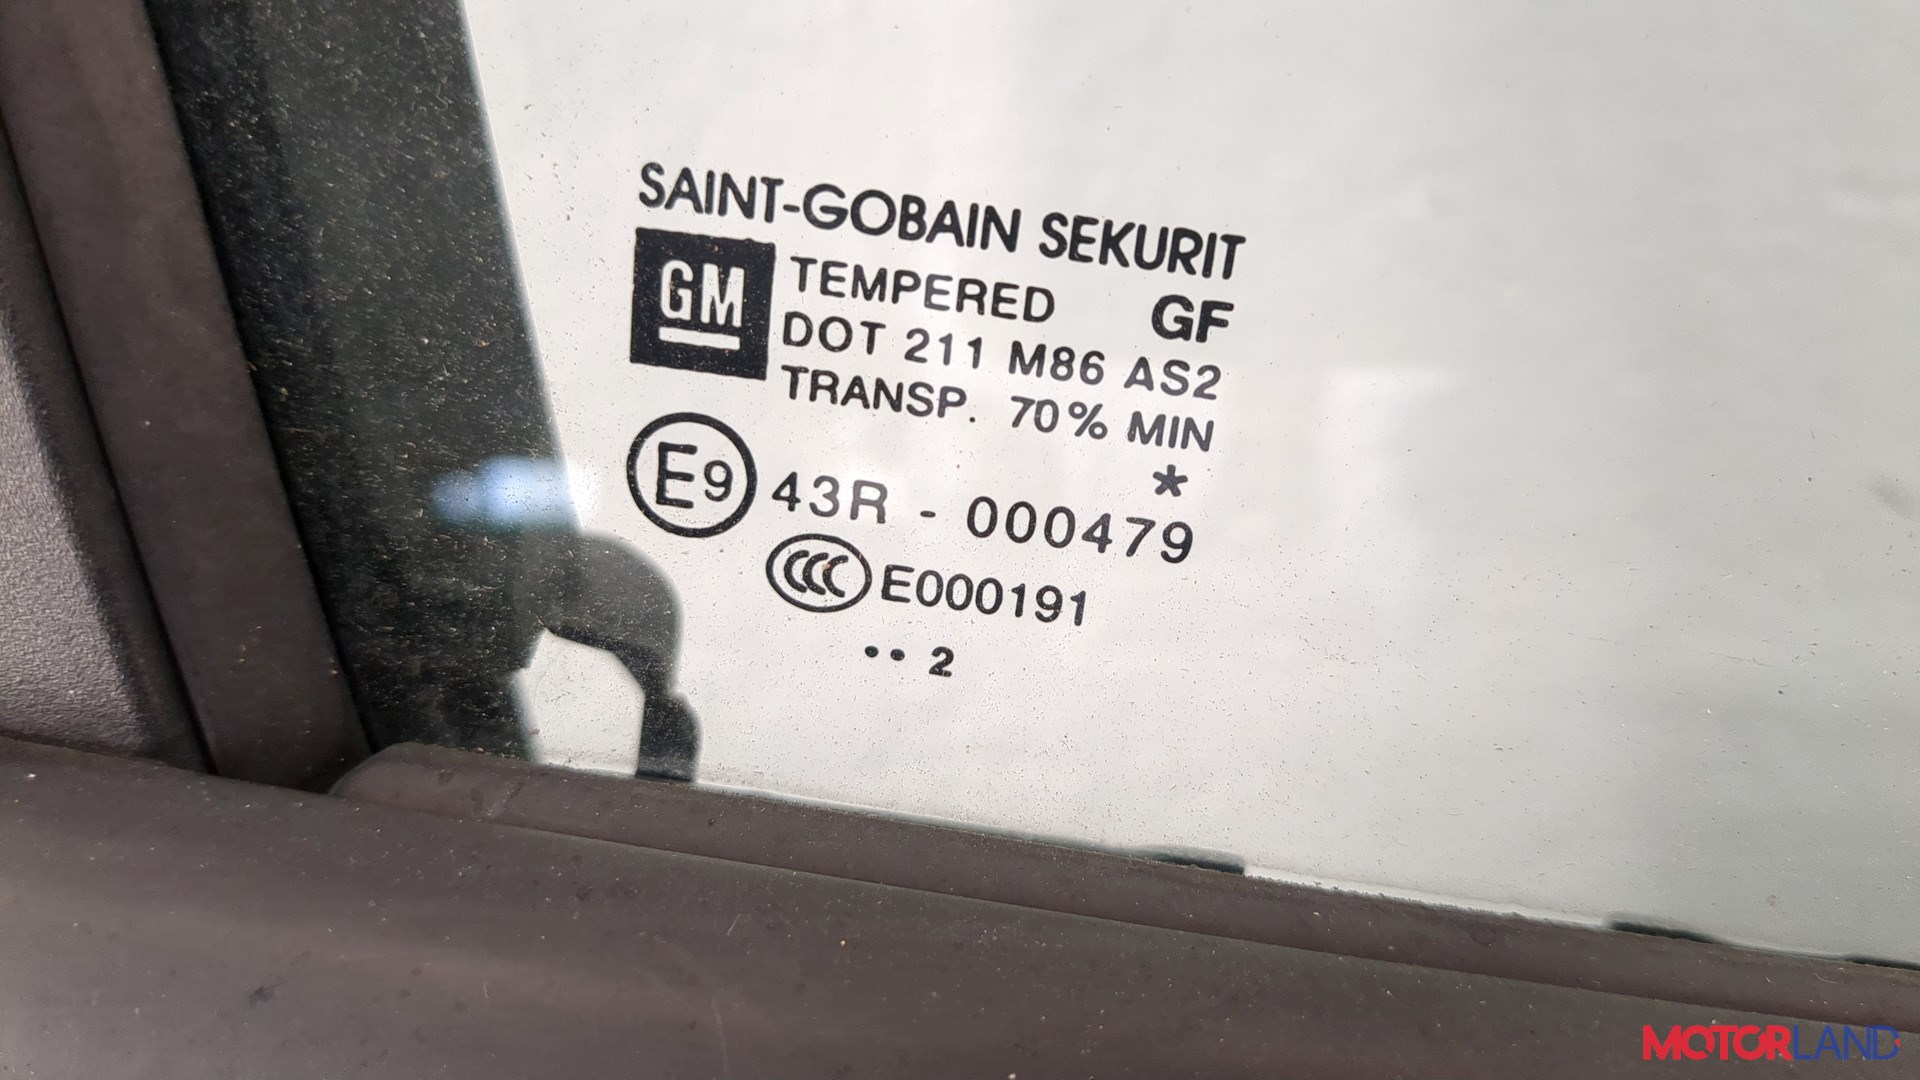 SAINT-GOBAIN SEKURIT
GM
TEMPERED GF
DOT 211 M86 AS2
TRANSP. 70% MIN
*
E9 43R - 000479
CCC E000191
•• 2
MOTORLAND